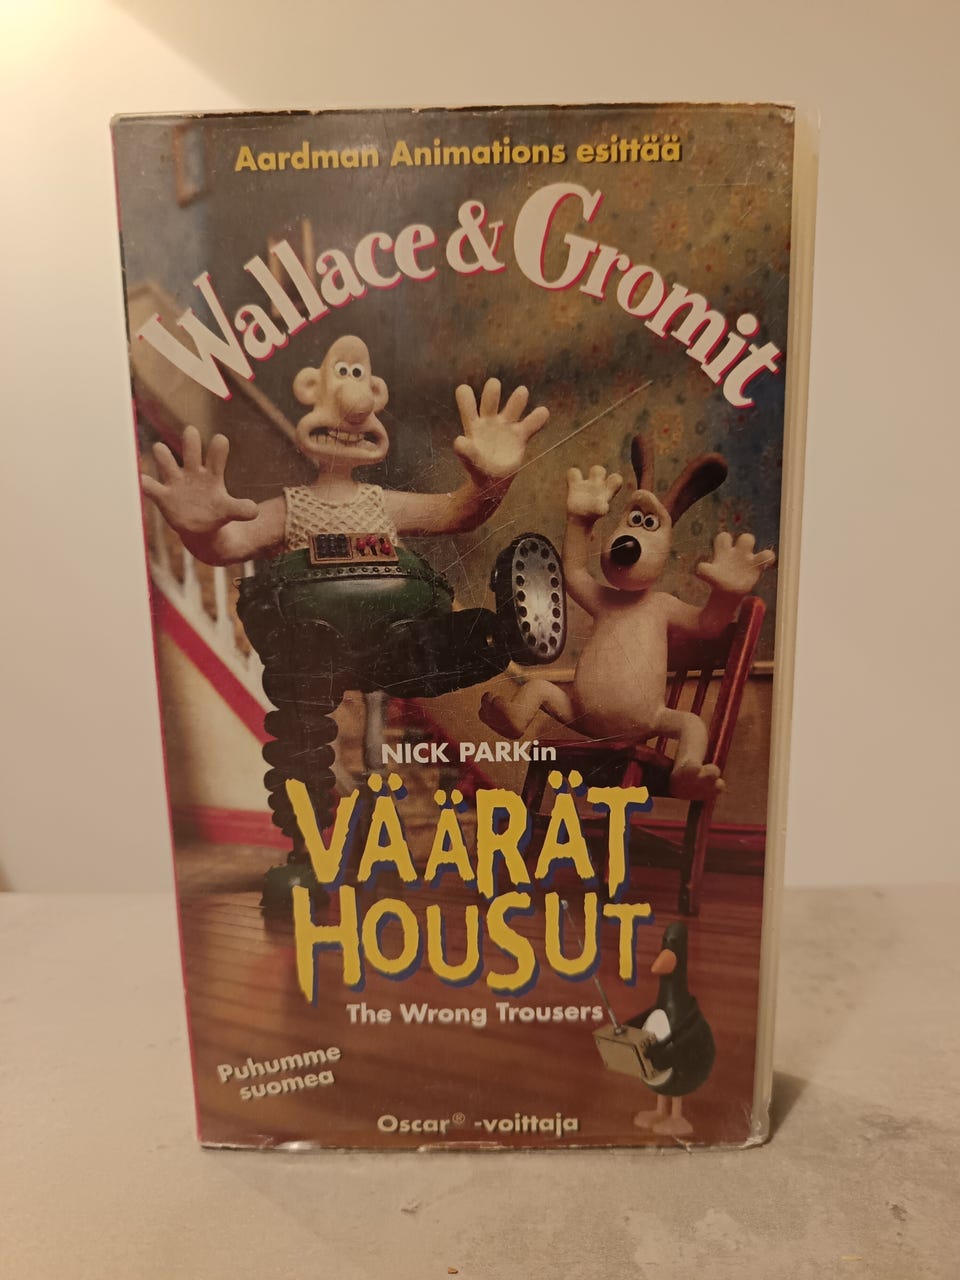 Aardman Animations esittää
Wallace & Gromit
NICK PARKin
VÄÄRÄT
HOUSUT
The Wrong Trousers
Puhumme
suomea
Oscar® -voittaja